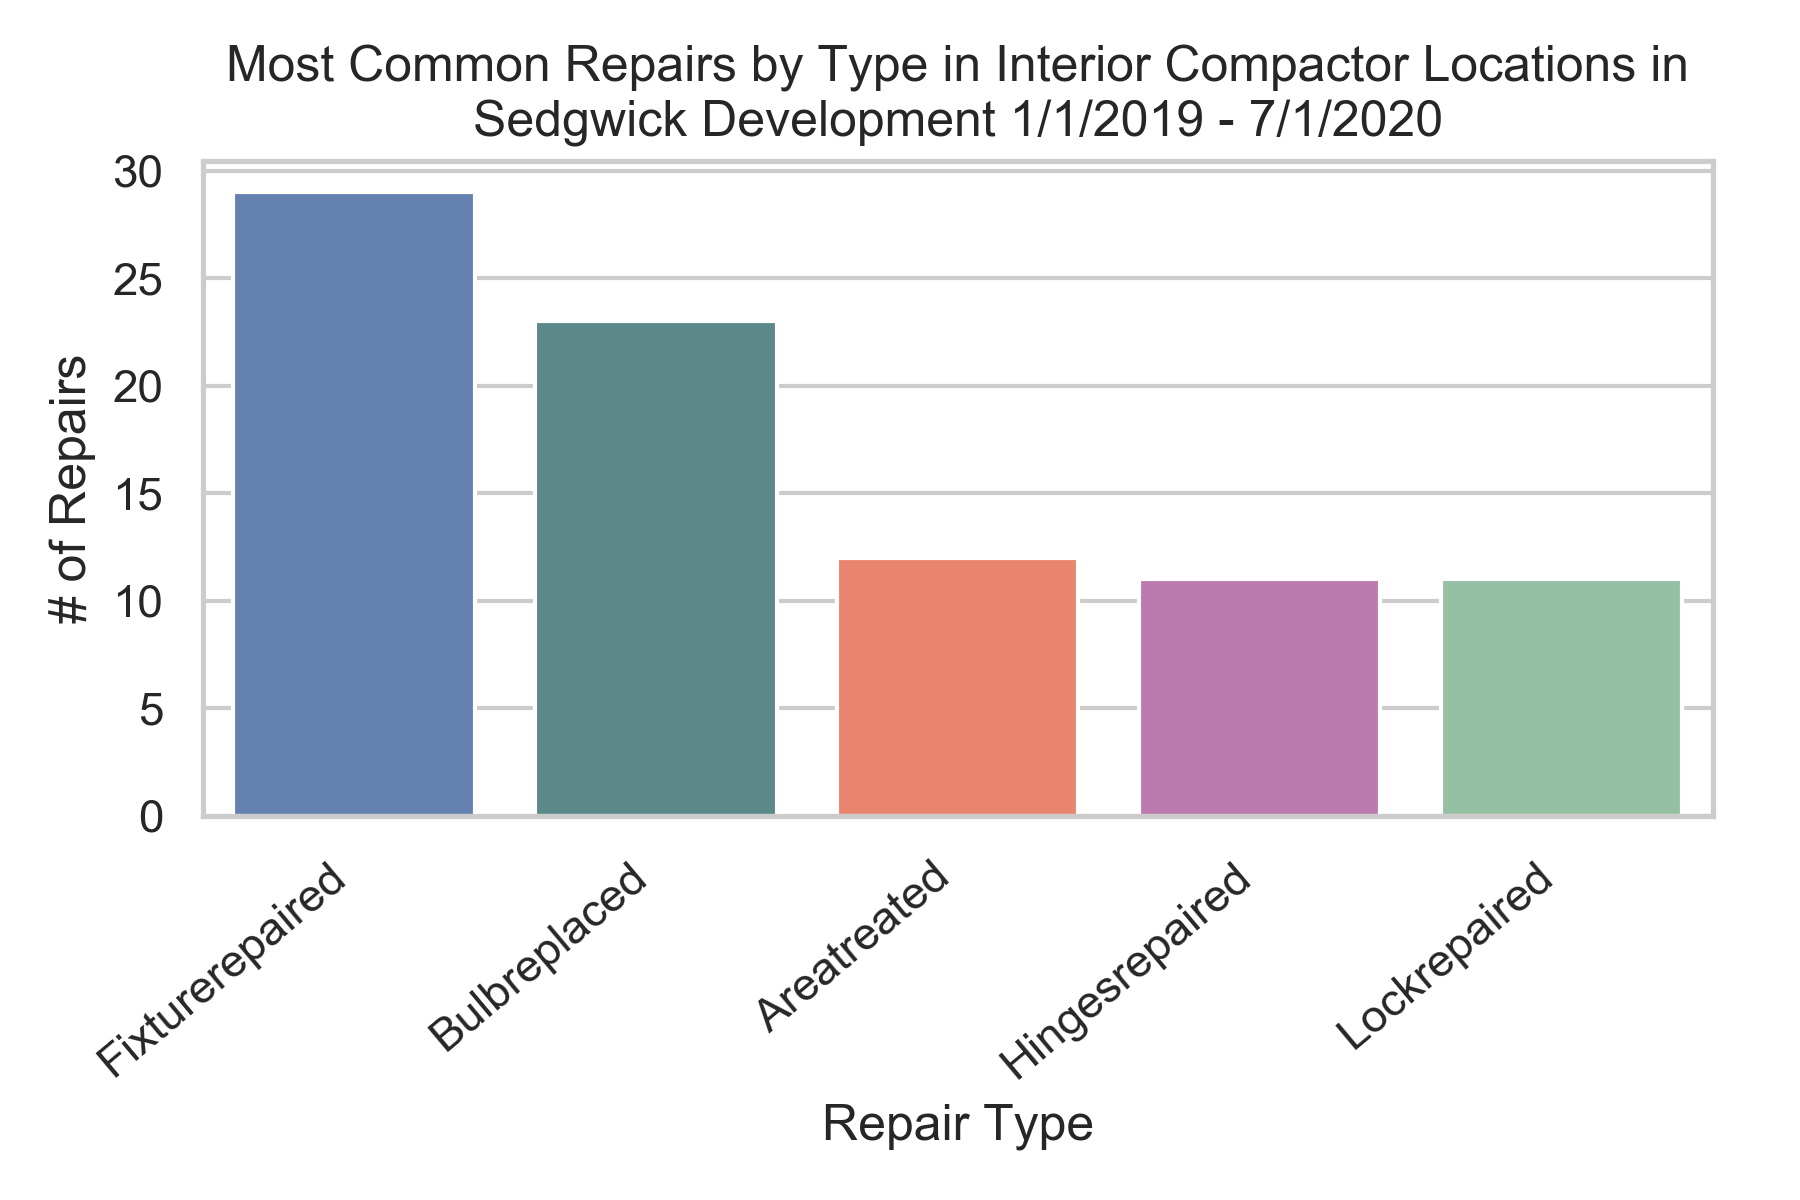 Most Common Repairs by Type in Interior Compactor Locations in
Sedgwick Development 1/1/2019 - 7/1/2020
# of Repairs
30
25
20
15
10
5
0
Fixturerepaired
Bulbreplaced
Areatreated
Hingesrepaired
Lockrepaired
Repair Type